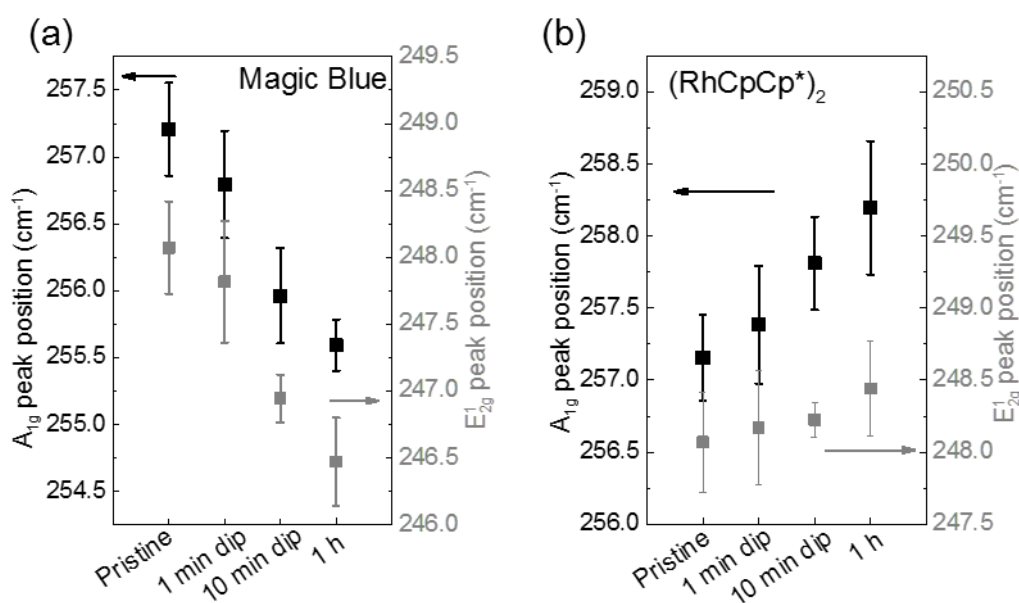 (a)
Magic Blue
A₁g peak position (cm⁻¹)
257.5
257.0
256.5
256.0
255.5
255.0
254.5
249.5
249.0
248.5
248.0
247.5
247.0
246.5
246.0
E¹₂g peak position (cm⁻¹)
Pristine
1 min dip
10 min dip
1 h
(b)
(RhCpCp*)₂
A₁g peak position (cm⁻¹)
259.0
258.5
258.0
257.5
257.0
256.5
256.0
250.5
250.0
249.5
249.0
248.5
248.0
247.5
E¹₂g peak position (cm⁻¹)
Pristine
1 min dip
10 min dip
1 h